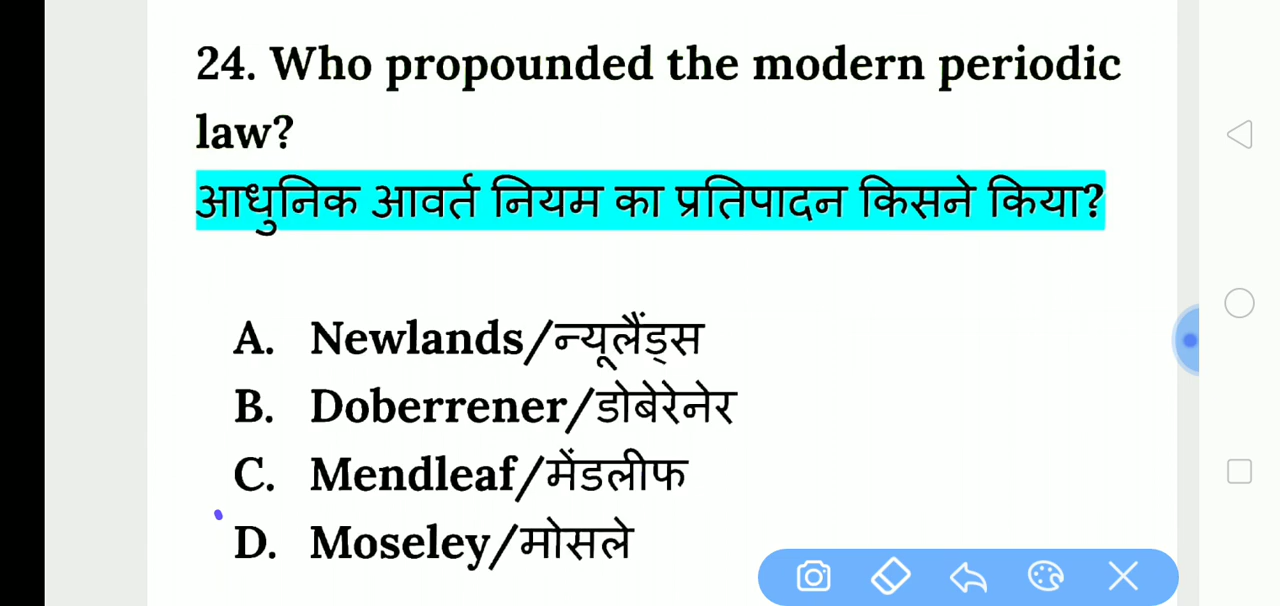 24. Who propounded the modern periodic
law?
आधुनिक आवर्त नियम का प्रतिपादन किसने किया?
A. Newlands/न्यूलैंड्स
B. Doberrener/डोबेरेनेर
C. Mendleaf/मेंडलीफ
D. Moseley/मोसले